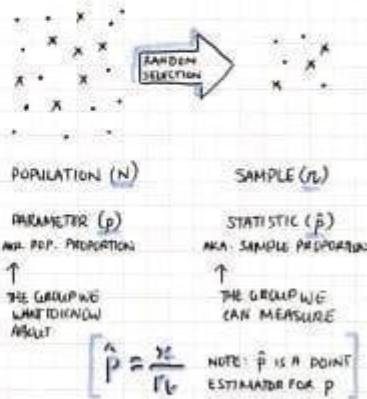 RANDOM
SELECTION
POPULATION (N)
SAMPLE (n)
PARAMETER (p)
AKA. POP. PROPORTION
STATISTIC (p̂)
AKA. SAMPLE PROPORTION
↑
THE GROUP WE
WANT TO KNOW
ABOUT
↑
THE GROUP WE
CAN MEASURE
p̂ = x/n
NOTE: p̂ IS A POINT
ESTIMATOR FOR p